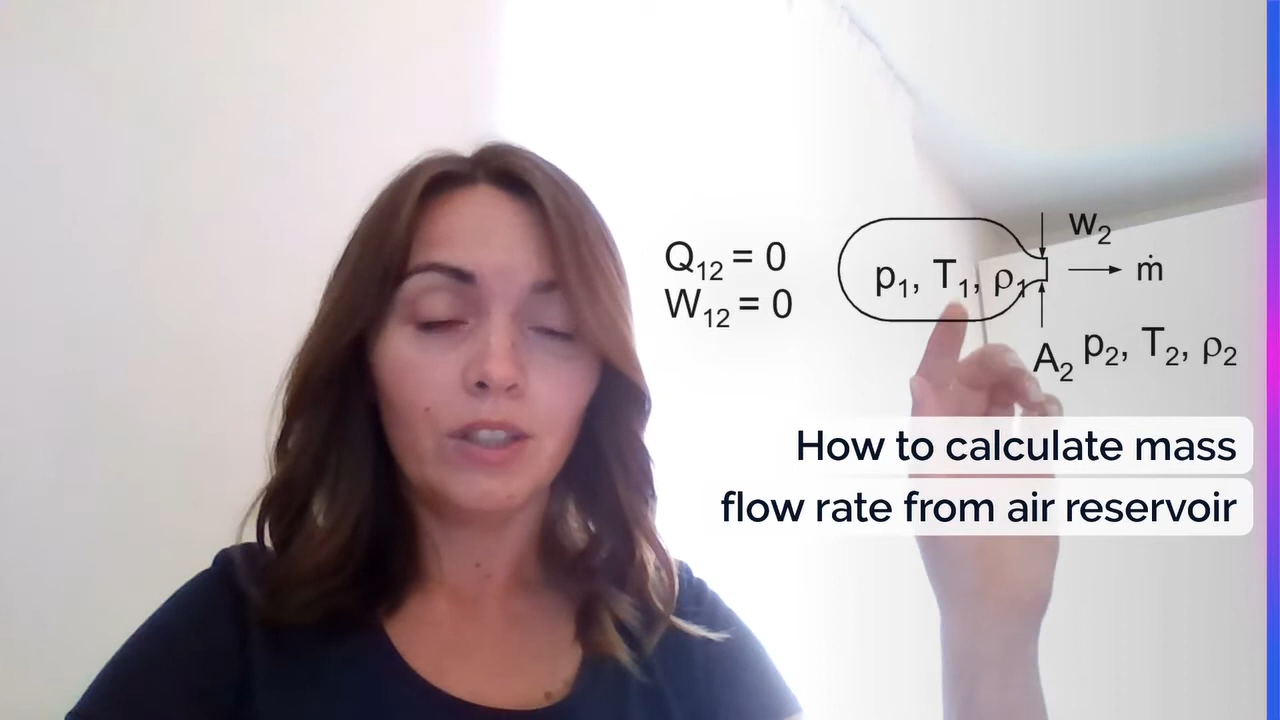 Q₁₂ = 0
W₁₂ = 0
p₁, T₁, ρ₁
w₂
ṁ
A₂
p₂, T₂, ρ₂
How to calculate mass
flow rate from air reservoir